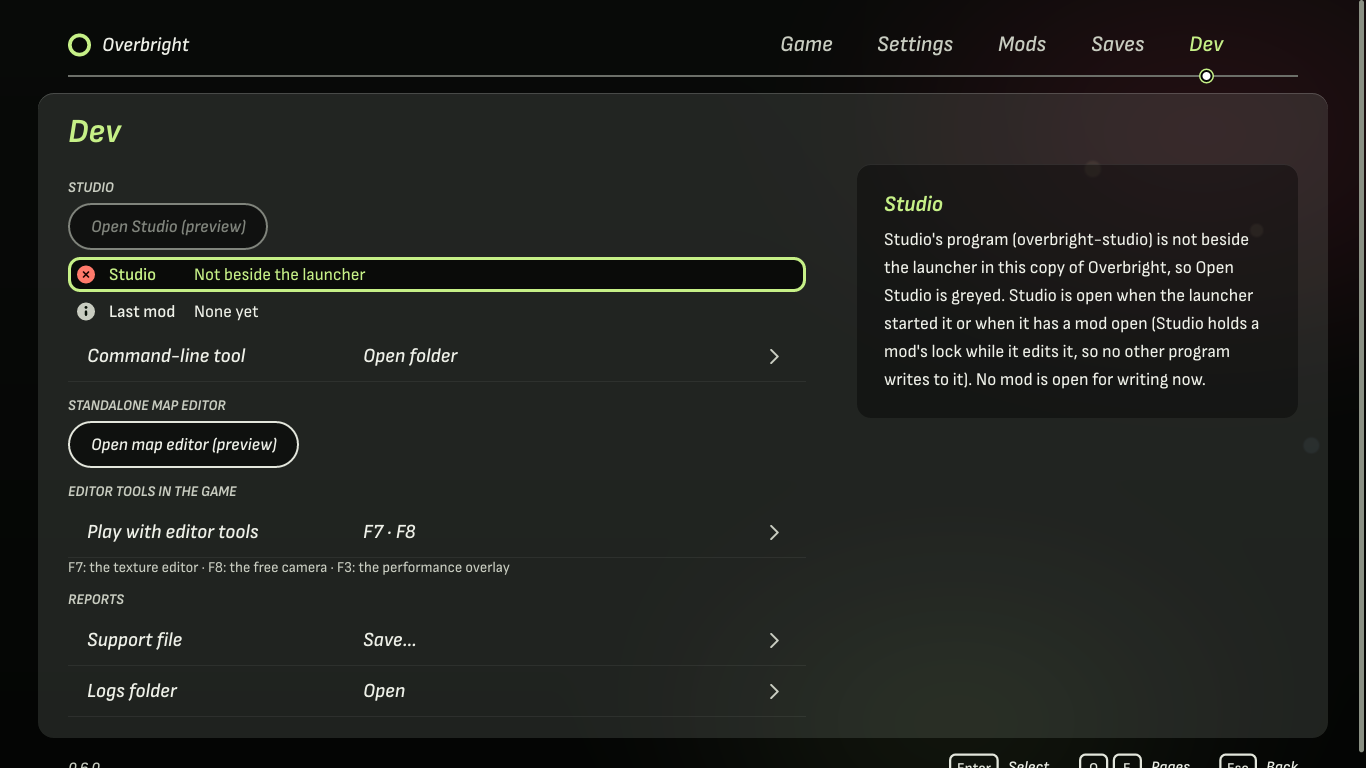 Overbright
Game Settings Mods Saves Dev
Dev
STUDIO
Open Studio (preview)
Studio Not beside the launcher
Last mod None yet
Command-line tool Open folder
STANDALONE MAP EDITOR
Open map editor (preview)
EDITOR TOOLS IN THE GAME
Play with editor tools F7 · F8
F7: the texture editor · F8: the free camera · F3: the performance overlay
REPORTS
Support file Save...
Logs folder Open
Studio
Studio's program (overbright-studio) is not beside
the launcher in this copy of Overbright, so Open
Studio is greyed. Studio is open when the launcher
started it or when it has a mod open (Studio holds a
mod's lock while it edits it, so no other program
writes to it). No mod is open for writing now.
0.6.0
Enter Select Pages Esc Back